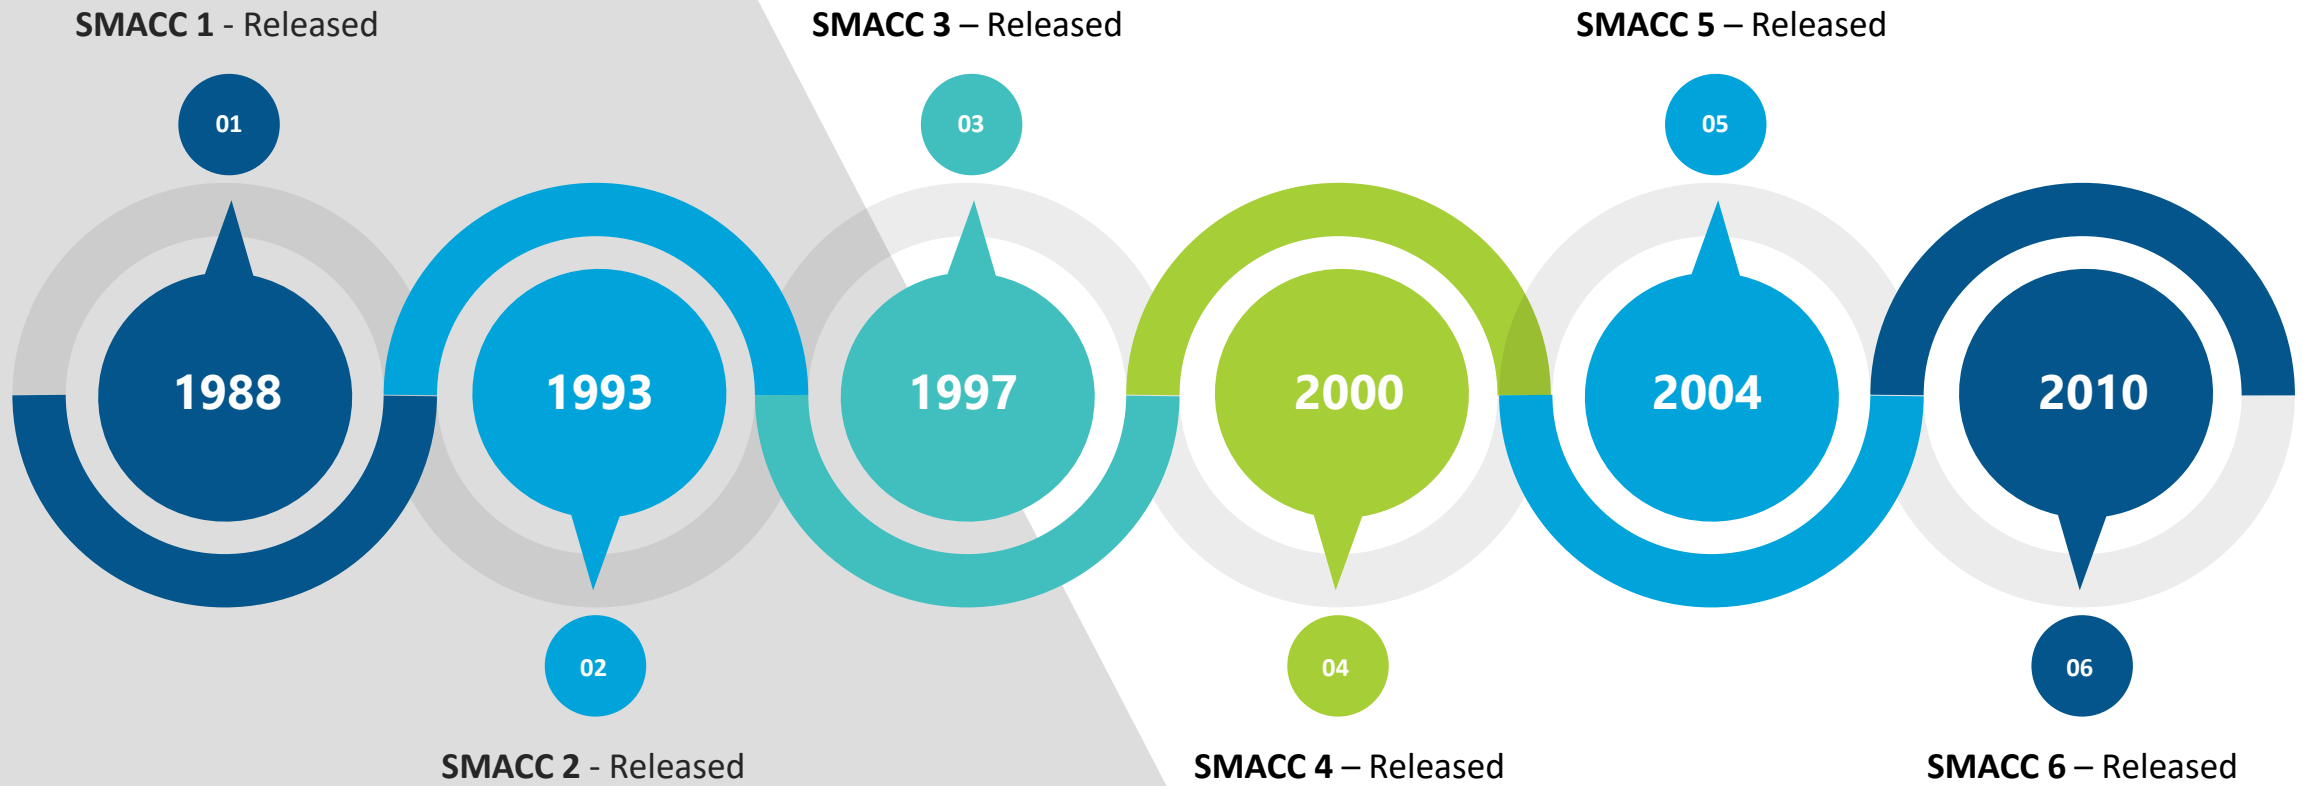 SMACC 1 - Released
SMACC 3 – Released
SMACC 5 – Released
01
03
05
1988
1993
1997
2000
2004
2010
02
04
06
SMACC 2 - Released
SMACC 4 – Released
SMACC 6 – Released